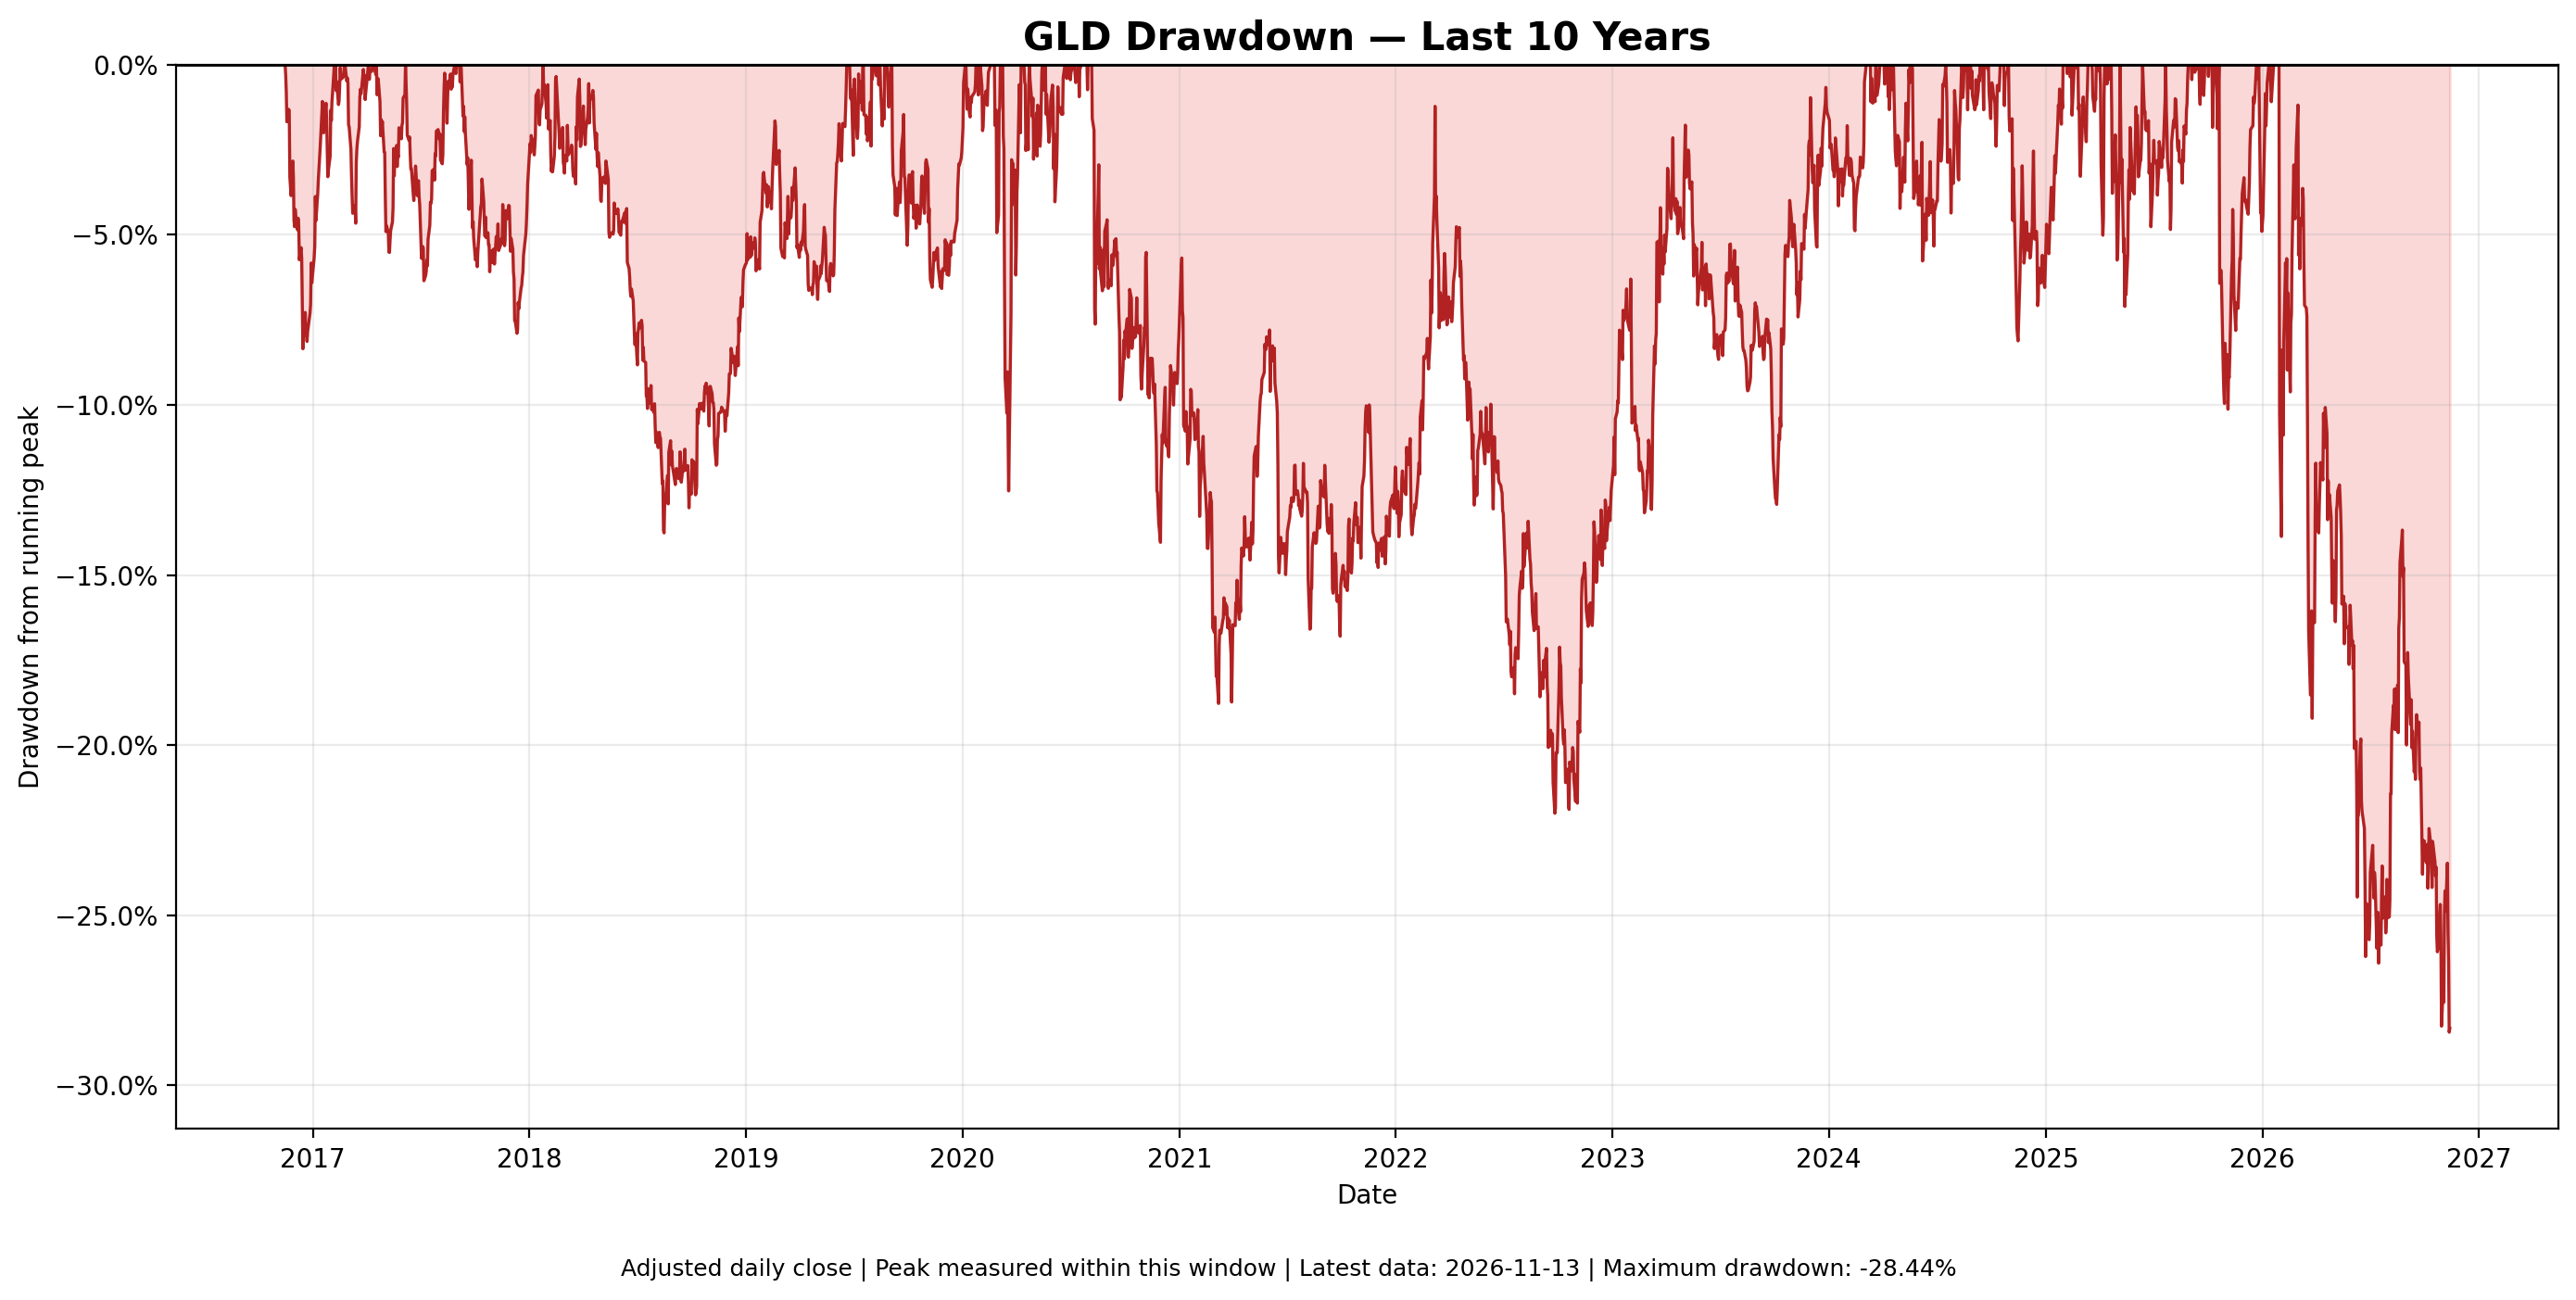 GLD Drawdown — Last 10 Years
Drawdown from running peak
0.0%
−5.0%
−10.0%
−15.0%
−20.0%
−25.0%
−30.0%
2017 2018 2019 2020 2021 2022 2023 2024 2025 2026 2027
Date
Adjusted daily close | Peak measured within this window | Latest data: 2026-11-13 | Maximum drawdown: -28.44%